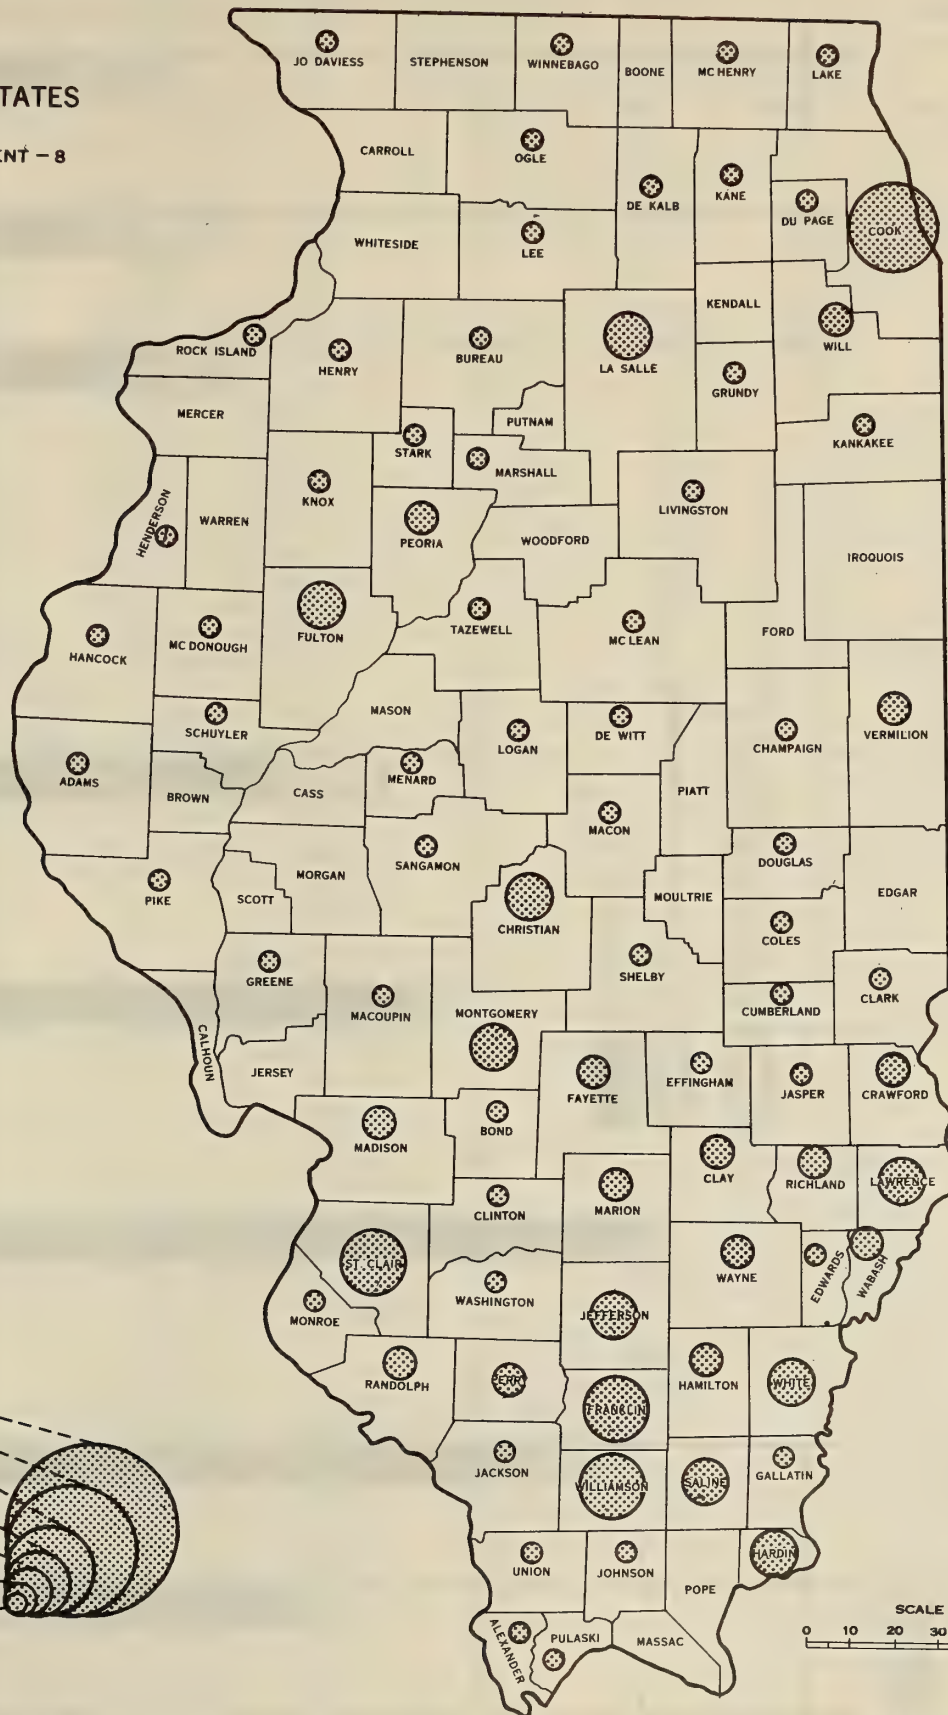 TATES
ENT – 8
JO DAVIESS
STEPHENSON
WINNEBAGO
BOONE
MC HENRY
LAKE
CARROLL
OGLE
DE KALB
KANE
DU PAGE
COOK
WHITESIDE
LEE
KENDALL
WILL
ROCK ISLAND
HENRY
BUREAU
LA SALLE
GRUNDY
MERCER
PUTNAM
STARK
MARSHALL
KANKAKEE
HENDERSON
WARREN
KNOX
PEORIA
WOODFORD
LIVINGSTON
IROQUOIS
HANCOCK
MC DONOUGH
FULTON
TAZEWELL
MC LEAN
FORD
SCHUYLER
MASON
LOGAN
DE WITT
CHAMPAIGN
VERMILION
ADAMS
BROWN
CASS
MENARD
PIATT
MACON
PIKE
SCOTT
MORGAN
SANGAMON
CHRISTIAN
MOULTRIE
DOUGLAS
EDGAR
COLES
SHELBY
GREENE
MACOUPIN
MONTGOMERY
CUMBERLAND
CLARK
CALHOUN
JERSEY
FAYETTE
EFFINGHAM
JASPER
CRAWFORD
MADISON
BOND
CLAY
RICHLAND
LAWRENCE
CLINTON
MARION
ST. CLAIR
WASHINGTON
JEFFERSON
WAYNE
EDWARDS
WABASH
MONROE
RANDOLPH
PERRY
FRANKLIN
HAMILTON
WHITE
JACKSON
WILLIAMSON
SALINE
GALLATIN
UNION
JOHNSON
POPE
HARDIN
ALEXANDER
PULASKI
MASSAC
SCALE
0 10 20 30